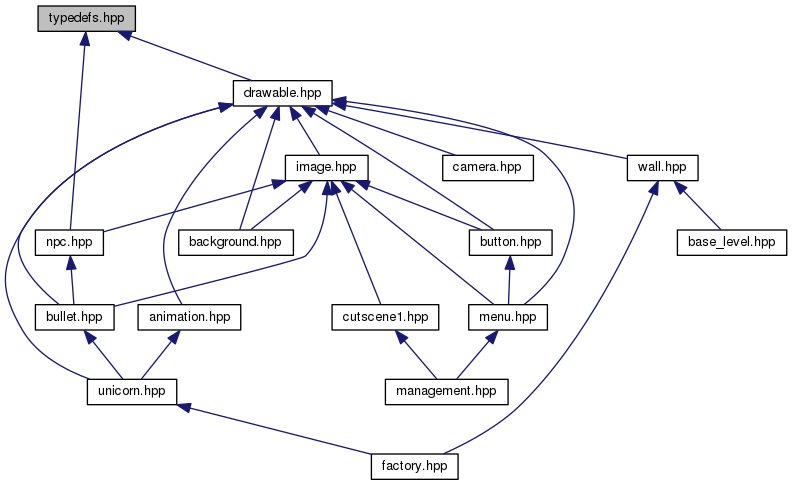 typedefs.hpp
drawable.hpp
image.hpp
camera.hpp
wall.hpp
npc.hpp
background.hpp
button.hpp
base_level.hpp
bullet.hpp
animation.hpp
cutscene1.hpp
menu.hpp
unicorn.hpp
management.hpp
factory.hpp